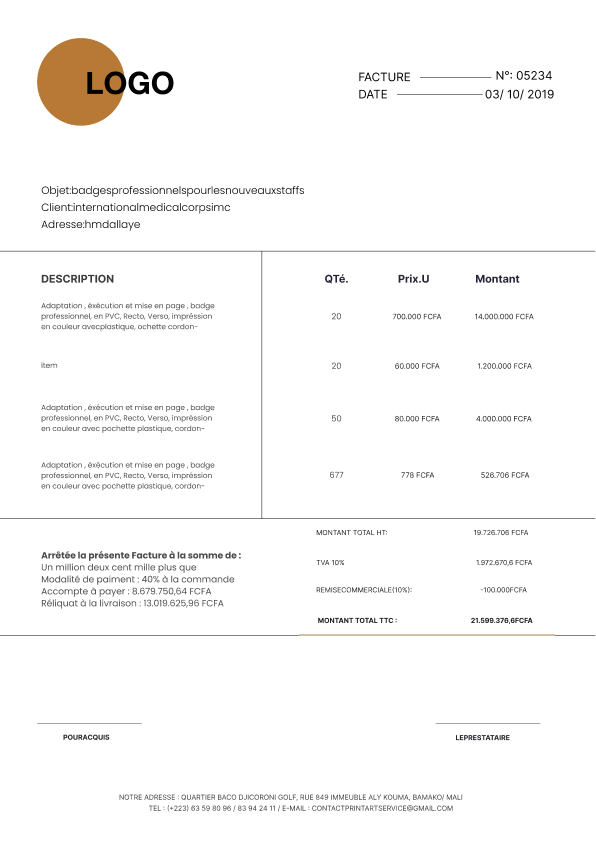 LOGO
FACTURE N°: 05234
DATE 03/ 10/ 2019
Objet:badgesprofessionnelspourlesnouveauxstaffs
Client:internationalmedicalcorpsimc
Adresse:hmdallaye
DESCRIPTION QTé. Prix.U Montant
Adaptation , éxécution et mise en page , badge
professionnel, en PVC, Recto, Verso, impréssion
en couleur avecplastique, ochette cordon-
20 700.000 FCFA 14.000.000 FCFA
item 20 60.000 FCFA 1.200.000 FCFA
Adaptation , éxécution et mise en page , badge
professionnel, en PVC, Recto, Verso, impréssion
en couleur avec pochette plastique, cordon-
50 80.000 FCFA 4.000.000 FCFA
Adaptation , éxécution et mise en page , badge
professionnel, en PVC, Recto, Verso, impréssion
en couleur avec pochette plastique, cordon-
677 778 FCFA 526.706 FCFA
MONTANT TOTAL HT: 19.726.706 FCFA
TVA 10% 1.972.670,6 FCFA
REMISECOMMERCIALE(10%): -100.000FCFA
MONTANT TOTAL TTC : 21.599.376,6FCFA
Arrêtée la présente Facture à la somme de :
Un million deux cent mille plus que
Modalité de paiment : 40% à la commande
Accompte à payer : 8.679.750,64 FCFA
Réliquat à la livraison : 13.019.625,96 FCFA
POURACQUIS LEPRESTATAIRE
NOTRE ADRESSE : QUARTIER BACO DJICORONI GOLF, RUE 849 IMMEUBLE ALY KOUMA, BAMAKO/ MALI
TEL : (+223) 63 59 80 96 / 83 94 24 11 / E-MAIL : CONTACTPRINTARTSERVICE@GMAIL.COM